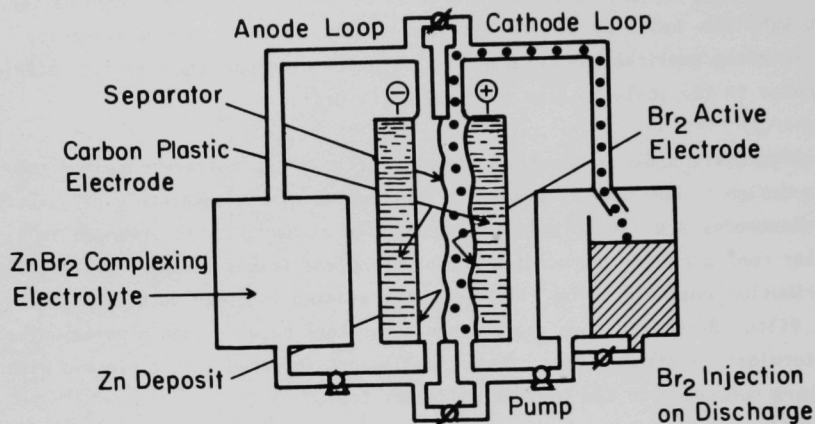 Anode Loop
Cathode Loop
Separator
Carbon Plastic
Electrode
ZnBr₂ Complexing
Electrolyte
Zn Deposit
−
+
Br₂ Active
Electrode
Pump
Br₂ Injection
on Discharge